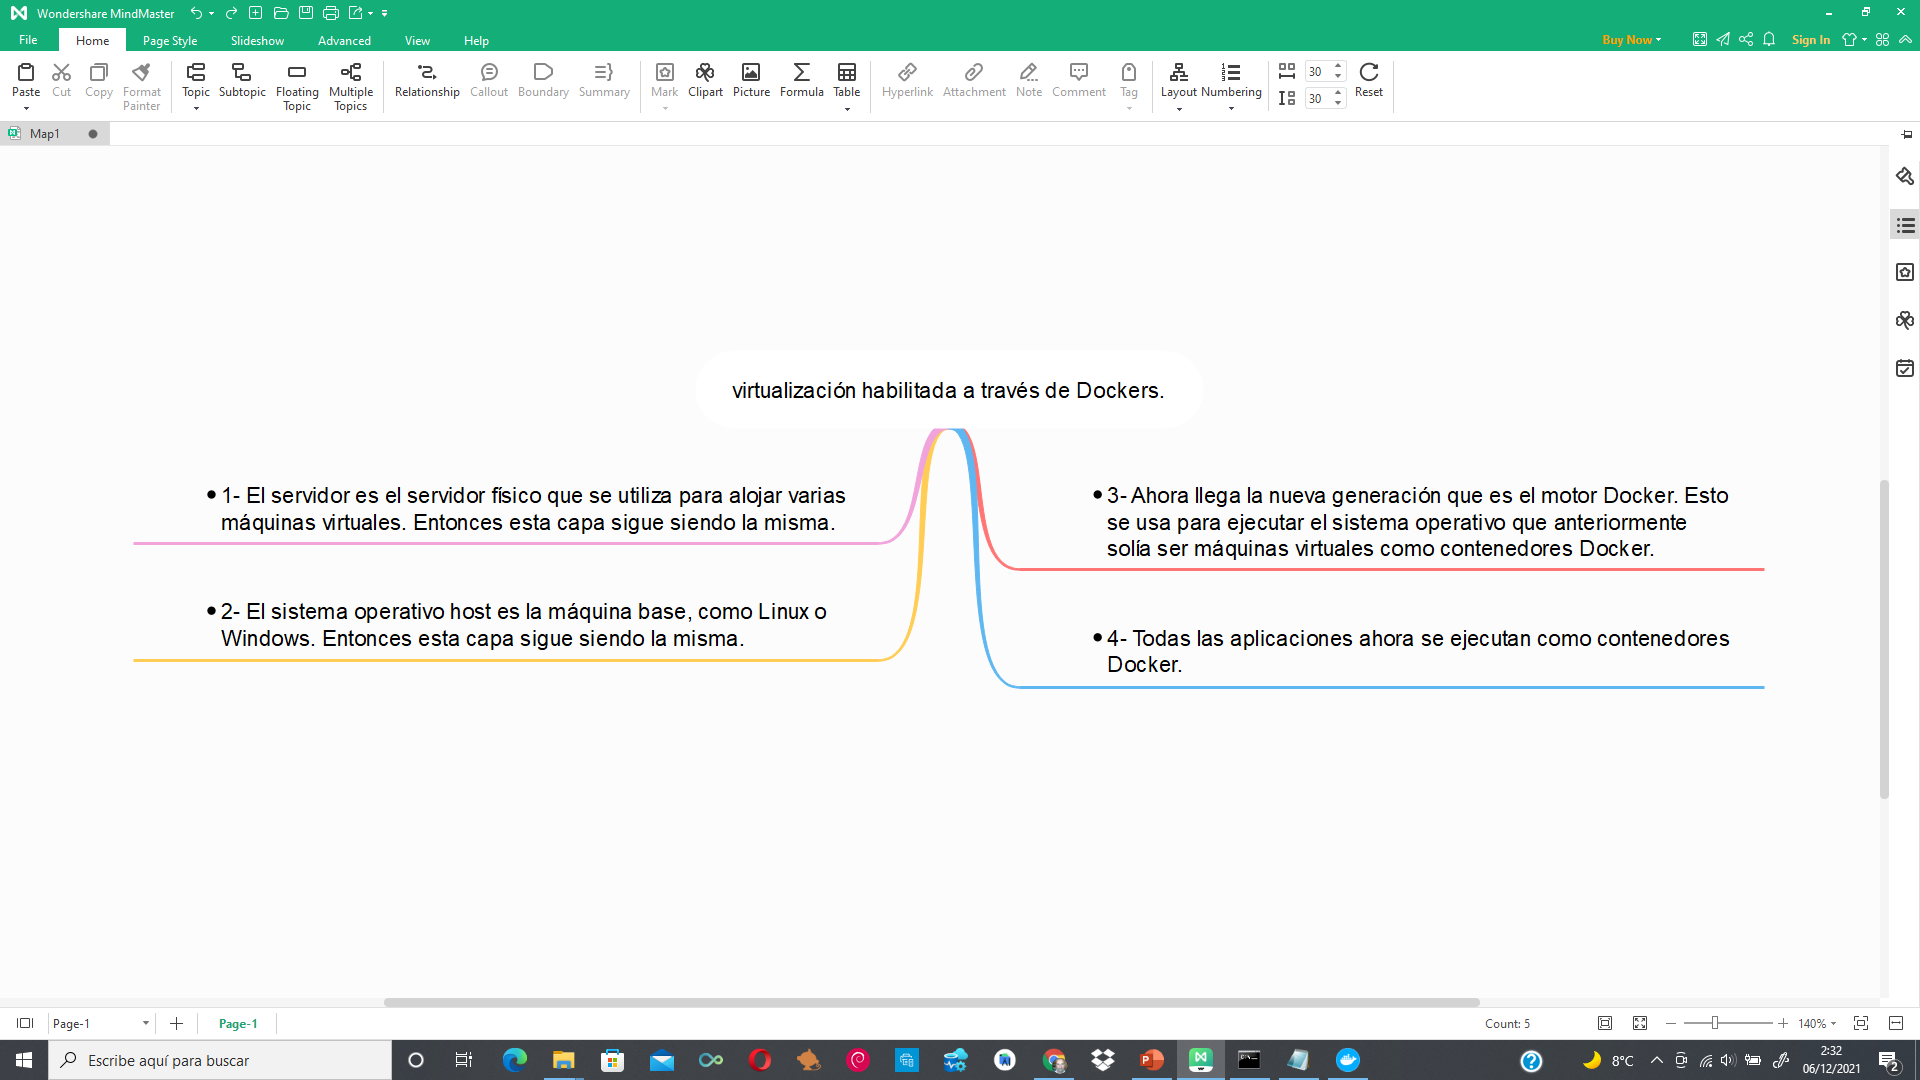 Wondershare MindMaster
File
Home
Page Style
Slideshow
Advanced
View
Help
Buy Now
Sign In
Paste
Cut
Copy
Format
Painter
Topic
Subtopic
Floating
Topic
Multiple
Topics
Relationship
Callout
Boundary
Summary
Mark
Clipart
Picture
Formula
Table
Hyperlink
Attachment
Note
Comment
Tag
Layout
Numbering
30
30
Reset
Map1
virtualización habilitada a través de Dockers.
• 1- El servidor es el servidor físico que se utiliza para alojar varias
máquinas virtuales. Entonces esta capa sigue siendo la misma.
• 2- El sistema operativo host es la máquina base, como Linux o
Windows. Entonces esta capa sigue siendo la misma.
• 3- Ahora llega la nueva generación que es el motor Docker. Esto
se usa para ejecutar el sistema operativo que anteriormente
solía ser máquinas virtuales como contenedores Docker.
• 4- Todas las aplicaciones ahora se ejecutan como contenedores
Docker.
Page-1
Page-1
Count: 5
140%
Escribe aquí para buscar
8°C
2:32
06/12/2021
2